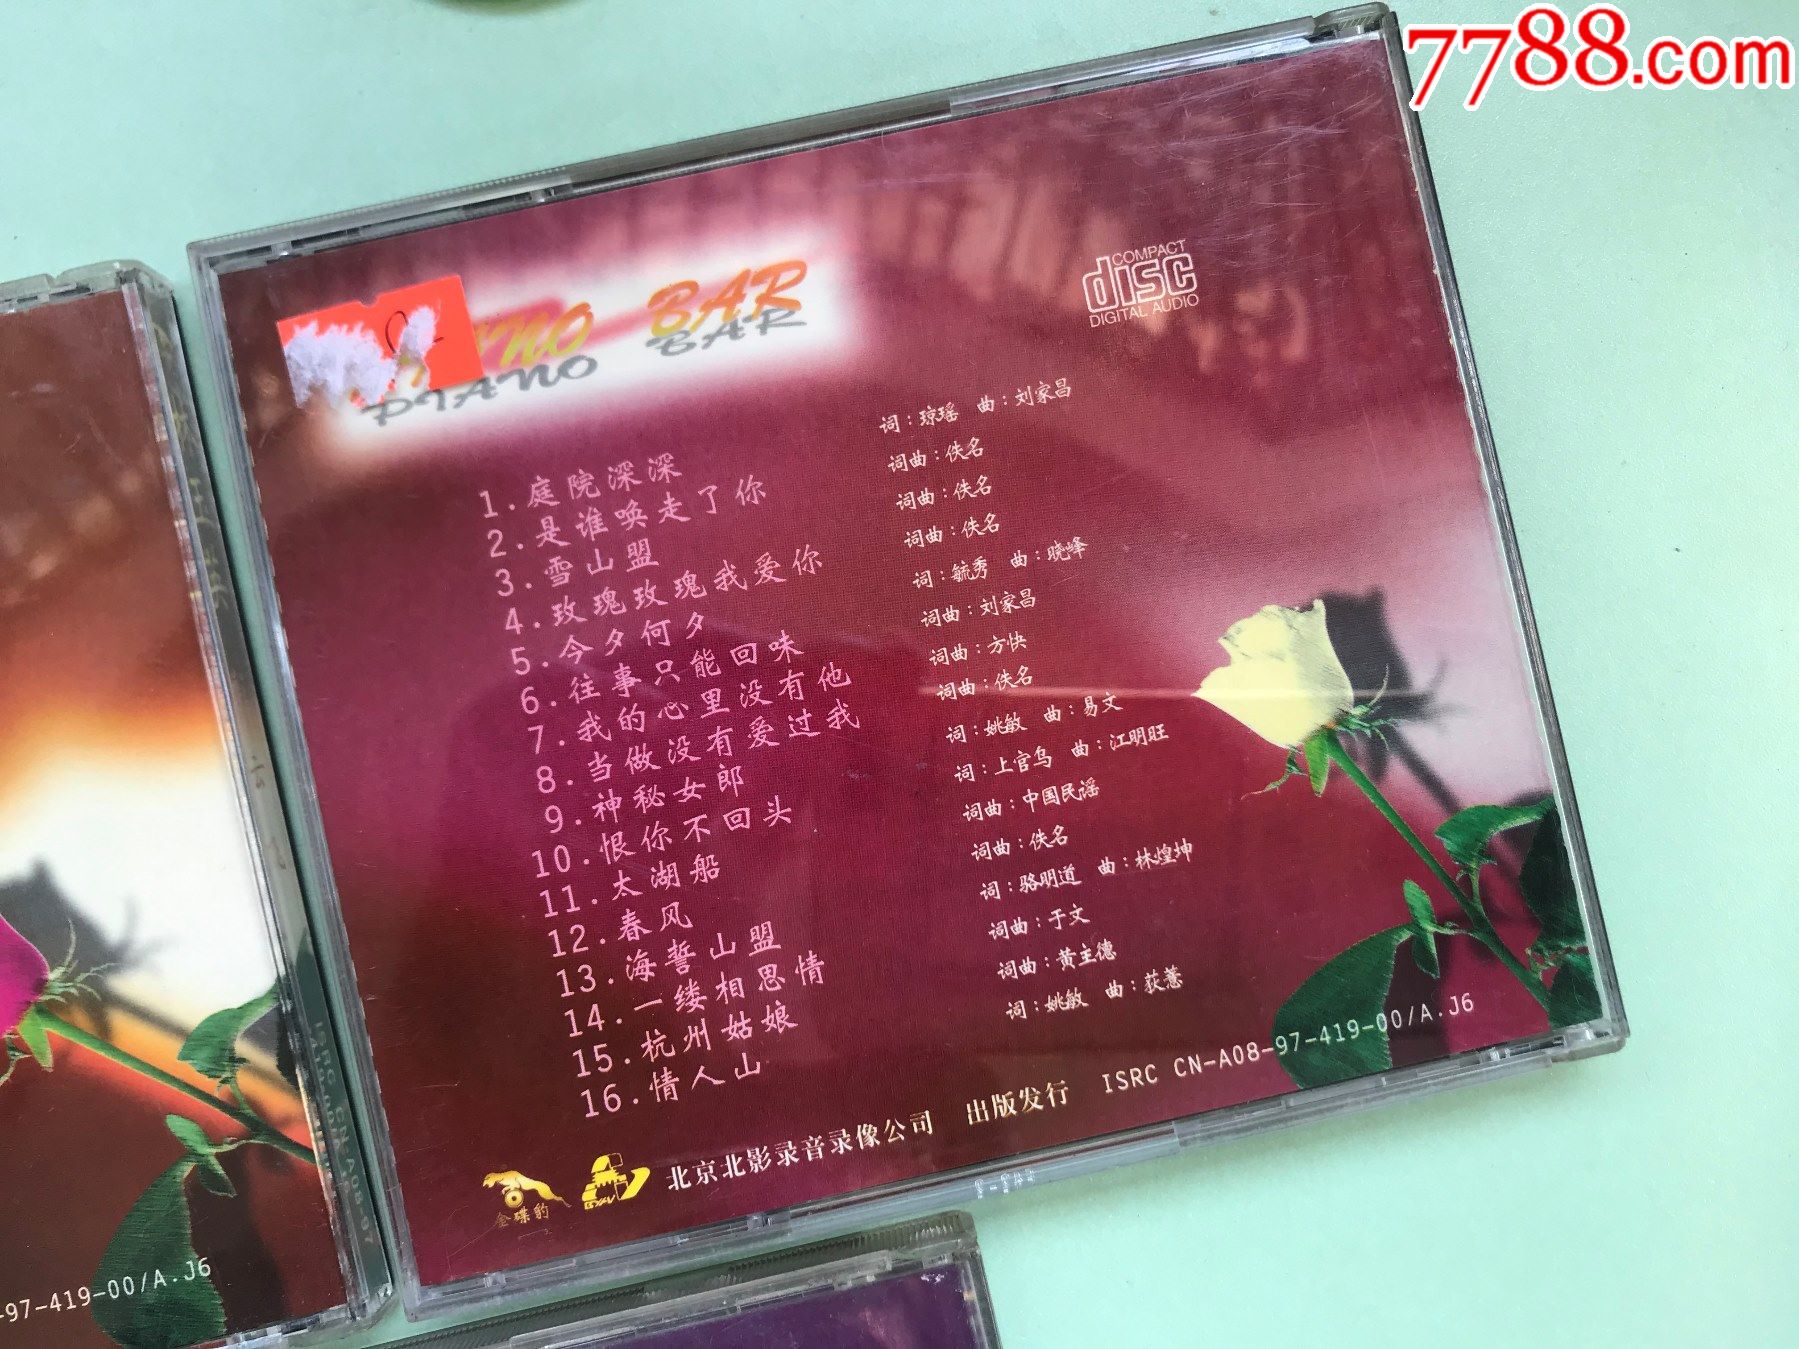 7788.com
COMPACT
disc
DIGITAL AUDIO
BAR
PIANO BAR
1.庭院深深 词:琼瑶 曲:刘家昌
2.是谁唤走了你 词曲:佚名
3.雪山盟 词曲:佚名
4.玫瑰玫瑰我爱你 词曲:佚名
5.今夕何夕 词:毓秀 曲:晓峰
6.往事只能回味 词曲:刘家昌
7.我的心里没有他 词曲:方怏
8.当做没有爱过我 词曲:佚名
9.神秘女郎 词:姚敏 曲:易文
10.恨你不回头 词:上官乌 曲:江明旺
11.太湖船 词曲:中国民谣
12.春风 词曲:佚名
13.海誓山盟 词:骆明道 曲:林煌坤
14.一缕相思情 词曲:于文
15.杭州姑娘 词曲:黄主德
16.情人山 词:姚敏 曲:荻薏
金碟豹
北京北影录音录像公司 出版发行 ISRC CN-A08-97-419-00/A.J6
-97-419-00/A.J6